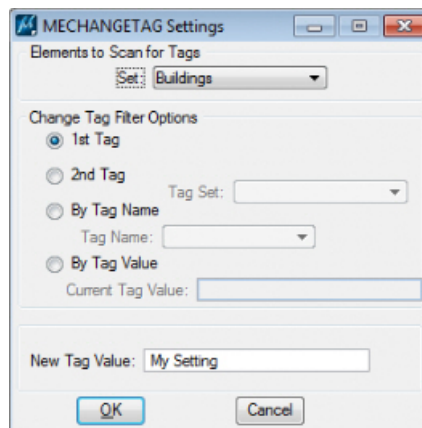 MECHANGETAG Settings
Elements to Scan for Tags
Set: Buildings
Change Tag Filter Options
1st Tag
2nd Tag
Tag Set:
By Tag Name
Tag Name:
By Tag Value
Current Tag Value:
New Tag Value: My Setting
OK Cancel